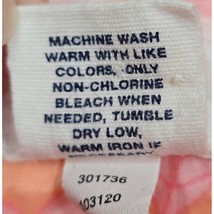 MACHINE WASH
WARM WITH LIKE
COLORS, ONLY
NON-CHLORINE
BLEACH WHEN
NEEDED, TUMBLE
DRY LOW,
WARM IRON IF
301736
03120